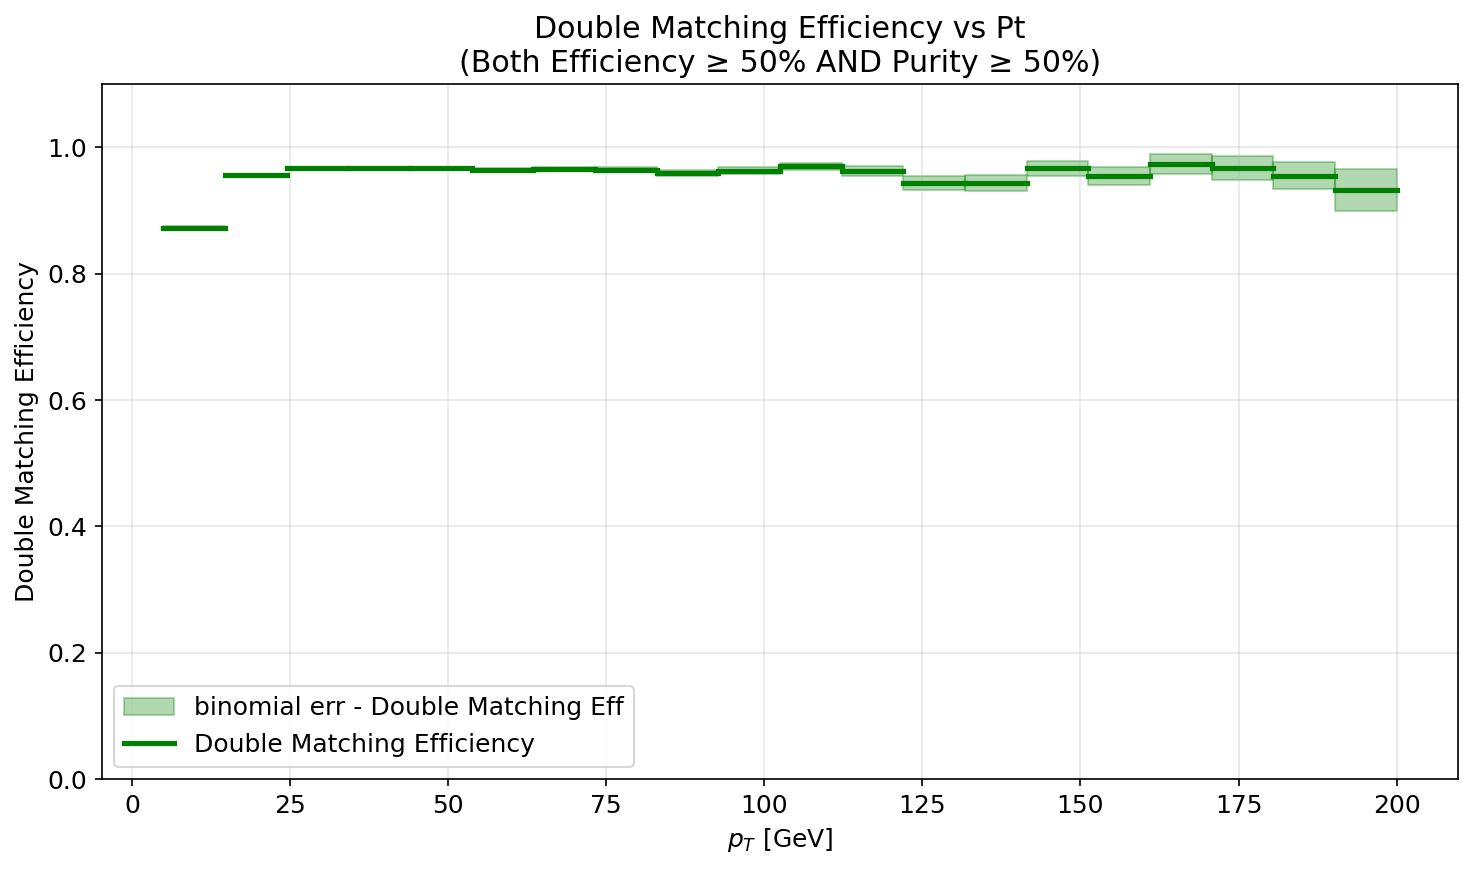 Double Matching Efficiency vs Pt
(Both Efficiency ≥ 50% AND Purity ≥ 50%)
Double Matching Efficiency
1.0
0.8
0.6
0.4
0.2
0.0
binomial err - Double Matching Eff
Double Matching Efficiency
0 25 50 75 100 125 150 175 200
p_T [GeV]